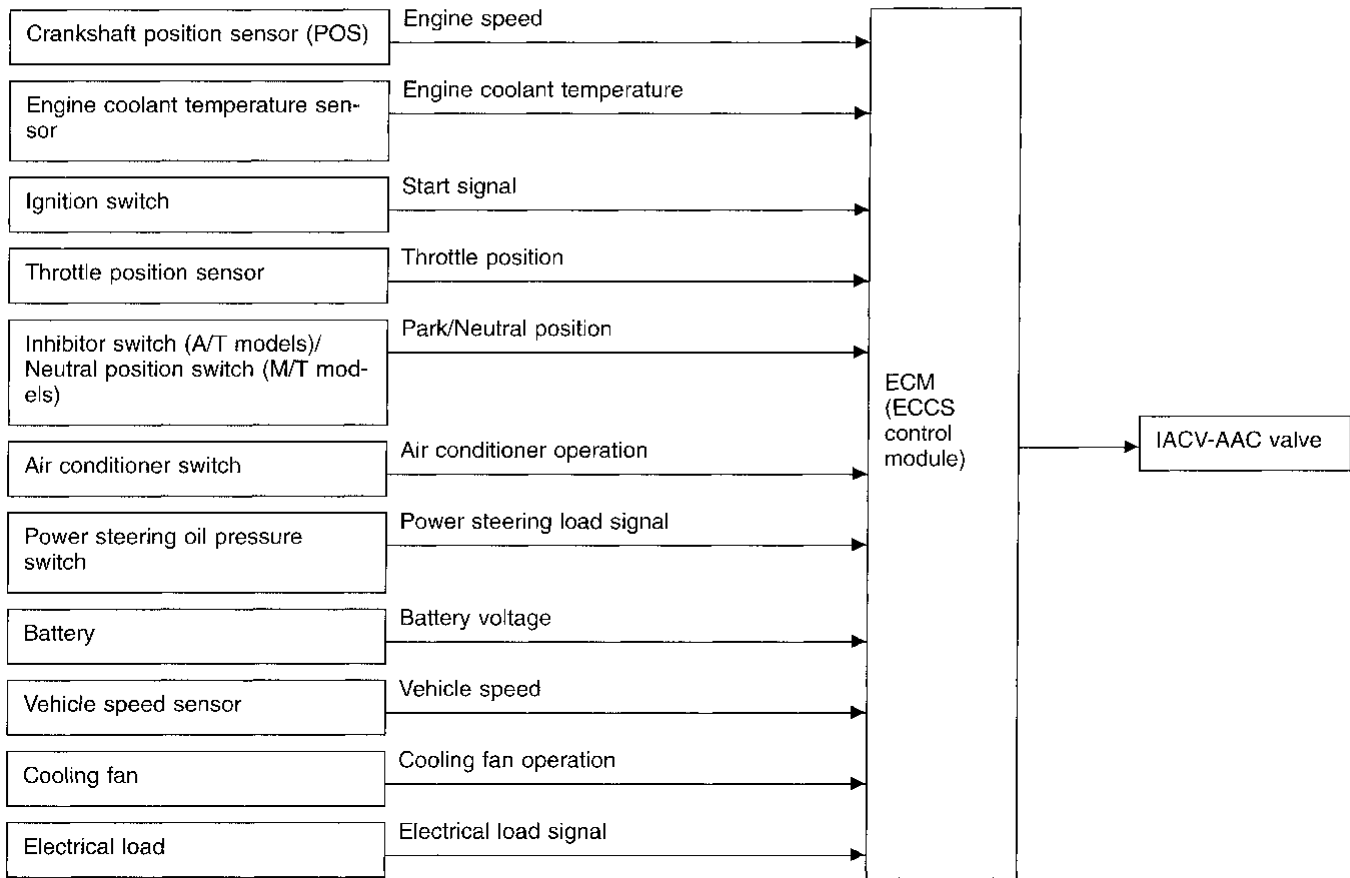 Crankshaft position sensor (POS)
Engine speed
Engine coolant temperature sen-
sor
Engine coolant temperature
Ignition switch
Start signal
Throttle position sensor
Throttle position
Inhibitor switch (A/T models)/
Neutral position switch (M/T mod-
els)
Park/Neutral position
Air conditioner switch
Air conditioner operation
Power steering oil pressure
switch
Power steering load signal
Battery
Battery voltage
Vehicle speed sensor
Vehicle speed
Cooling fan
Cooling fan operation
Electrical load
Electrical load signal
ECM
(ECCS
control
module)
IACV-AAC valve